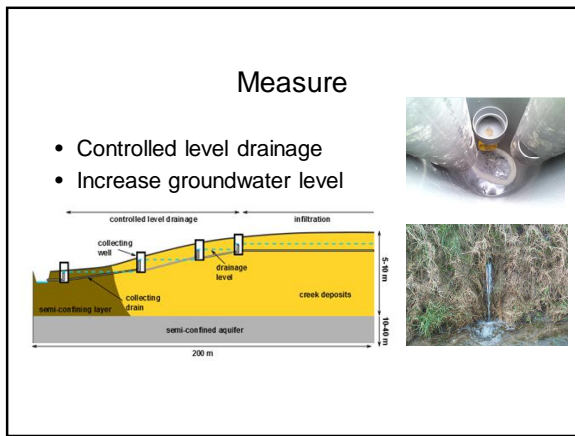 Measure
• Controlled level drainage
• Increase groundwater level
controlled level drainage
infiltration
collecting
well
drainage
level
collecting
drain
semi-confining layer
creek deposits
semi-confined aquifer
200 m
5-10 m
10-40 m